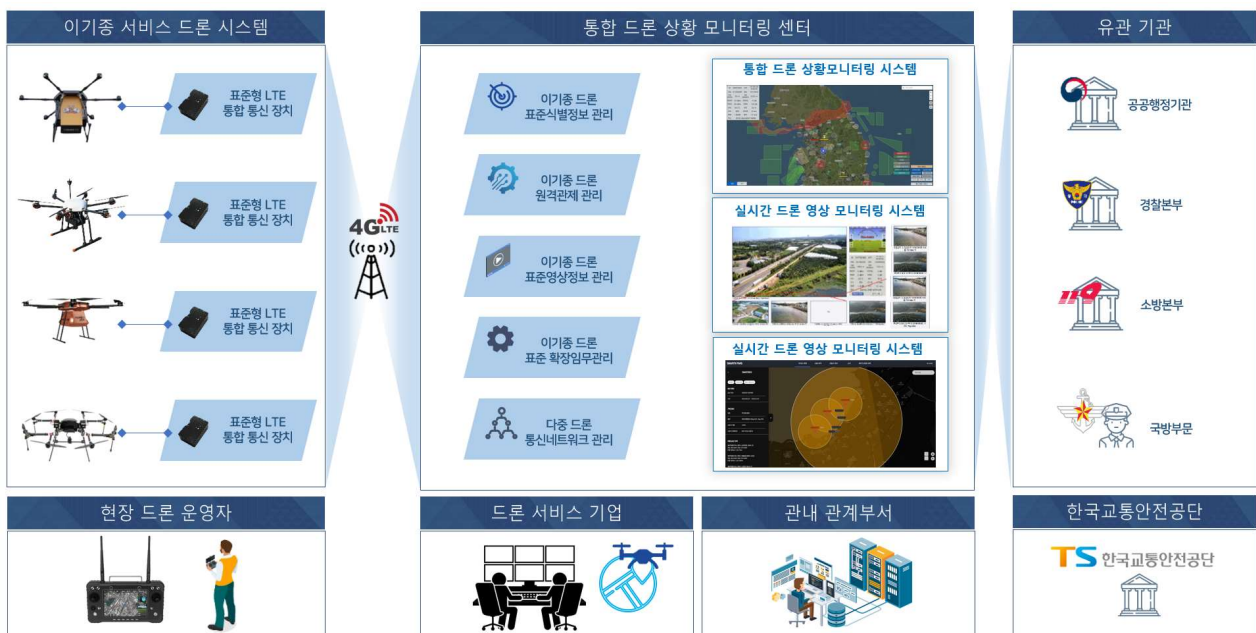 이기종 서비스 드론 시스템
표준형 LTE
통합 통신 장치
표준형 LTE
통합 통신 장치
표준형 LTE
통합 통신 장치
표준형 LTE
통합 통신 장치
4G LTE
통합 드론 상황 모니터링 센터
이기종 드론
표준식별정보 관리
이기종 드론
원격관제 관리
이기종 드론
표준영상정보 관리
이기종 드론
표준 확장임무관리
다중 드론
통신네트워크 관리
통합 드론 상황모니터링 시스템
실시간 드론 영상 모니터링 시스템
실시간 드론 영상 모니터링 시스템
유관 기관
공공행정기관
경찰본부
119
소방본부
국방부문
현장 드론 운영자
드론 서비스 기업
관내 관계부서
한국교통안전공단
TS 한국교통안전공단